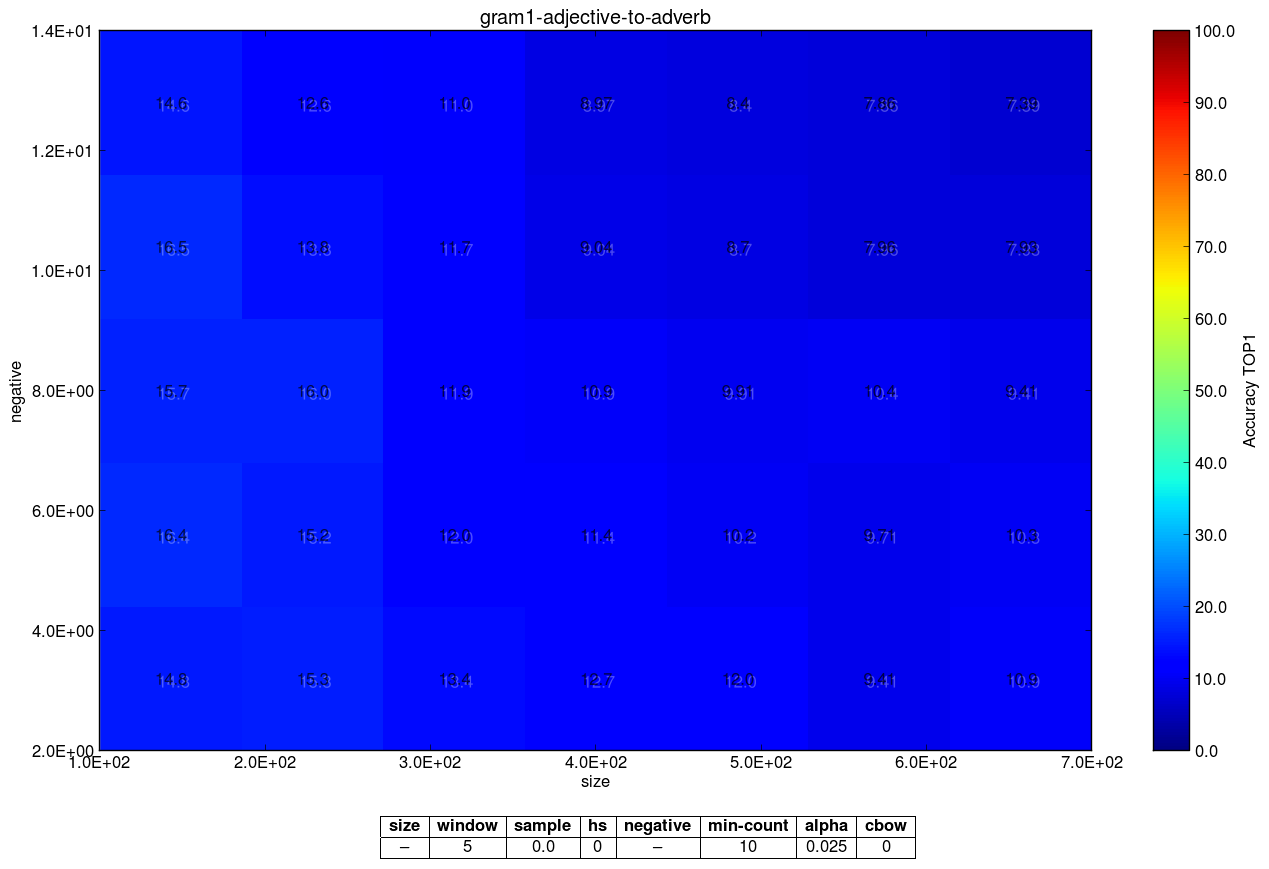 gram1-adjective-to-adverb
1.4E+01
1.2E+01
1.0E+01
8.0E+00
6.0E+00
4.0E+00
2.0E+00
negative
14.6 12.6 11.0 8.97 8.4 7.86 7.39
16.5 13.8 11.7 9.04 8.7 7.96 7.93
15.7 16.0 11.9 10.9 9.91 10.4 9.41
16.4 15.2 12.0 11.4 10.2 9.71 10.3
14.8 15.3 13.4 12.7 12.0 9.41 10.9
1.0E+02 2.0E+02 3.0E+02 4.0E+02 5.0E+02 6.0E+02 7.0E+02
size
100.0
90.0
80.0
70.0
60.0
50.0
40.0
30.0
20.0
10.0
0.0
Accuracy TOP1
size window sample hs negative min-count alpha cbow
– 5 0.0 0 – 10 0.025 0